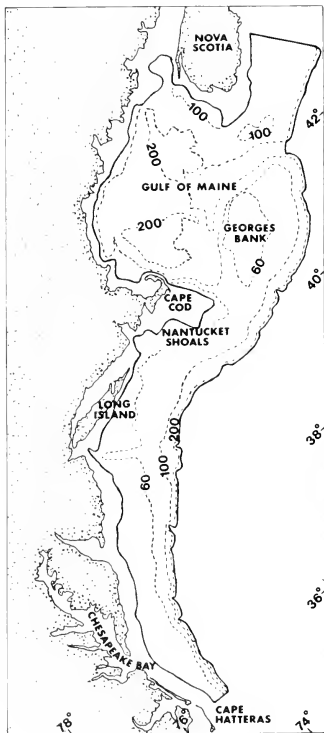 NOVA
SCOTIA
100
42°
200
100
GULF OF MAINE
200
GEORGES
BANK
60
40°
CAPE
COD
NANTUCKET
SHOALS
LONG
ISLAND
200
38°
100
60
36°
CHESAPEAKE BAY
CAPE
HATTERAS
78°
76°
74°